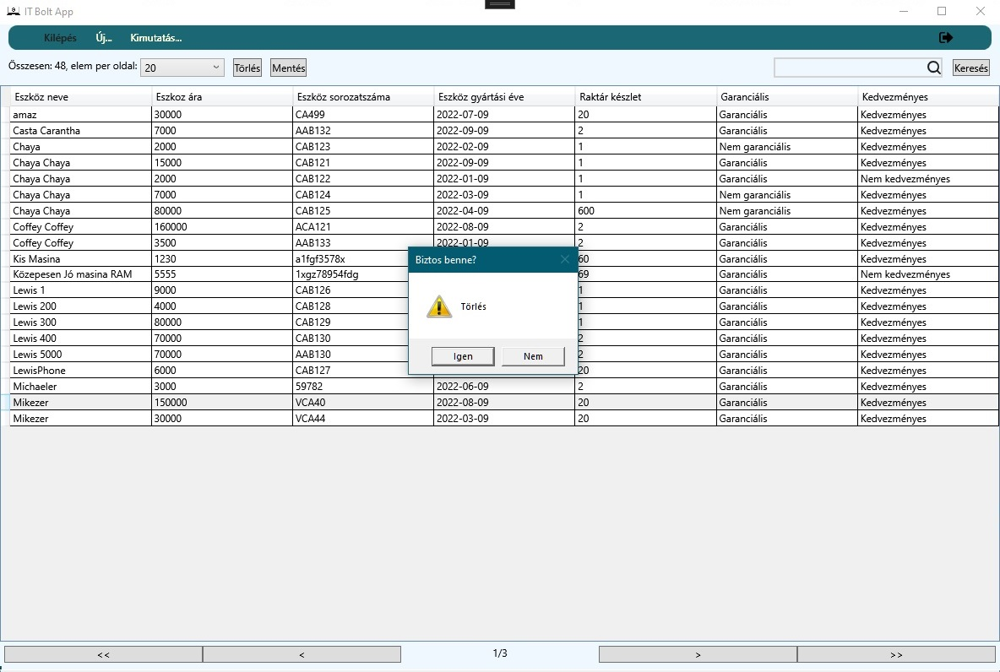 IT Bolt App
Kilépés Új... Kimutatás...
Összesen: 48, elem per oldal: 20 Törlés Mentés Keresés
Eszköz neve Eszkoz ára Eszköz sorozatszáma Eszköz gyártási éve Raktár készlet Garanciális Kedvezményes
amaz 30000 CA499 2022-07-09 20 Garanciális Kedvezményes
Casta Carantha 7000 AAB132 2022-09-09 2 Garanciális Kedvezményes
Chaya 2000 CAB123 2022-02-09 1 Nem garanciális Kedvezményes
Chaya Chaya 15000 CAB121 2022-09-09 1 Garanciális Kedvezményes
Chaya Chaya 2000 CAB122 2022-01-09 1 Garanciális Nem kedvezményes
Chaya Chaya 7000 CAB124 2022-03-09 1 Nem garanciális Kedvezményes
Chaya Chaya 80000 CAB125 2022-04-09 600 Nem garanciális Kedvezményes
Coffey Coffey 160000 ACA121 2022-08-09 2 Garanciális Kedvezményes
Coffey Coffey 3500 AAB133 2022-01-09 2 Garanciális Kedvezményes
Kis Masina 1230 a1fgf3578x 60 Garanciális Kedvezményes
Közepesen Jó masina RAM 5555 1xgz78954fdg 69 Garanciális Nem kedvezményes
Lewis 1 9000 CAB126 1 Garanciális Kedvezményes
Lewis 200 4000 CAB128 1 Garanciális Kedvezményes
Lewis 300 80000 CAB129 1 Garanciális Kedvezményes
Lewis 400 70000 CAB130 2 Garanciális Kedvezményes
Lewis 5000 70000 AAB130 2 Garanciális Kedvezményes
LewisPhone 6000 CAB127 20 Garanciális Kedvezményes
Michaeler 3000 59782 2022-06-09 2 Garanciális Kedvezményes
Mikezer 150000 VCA40 2022-08-09 20 Garanciális Kedvezményes
Mikezer 30000 VCA44 2022-03-09 20 Garanciális Kedvezményes
Biztos benne?
Törlés
Igen Nem
<< < 1/3 > >>